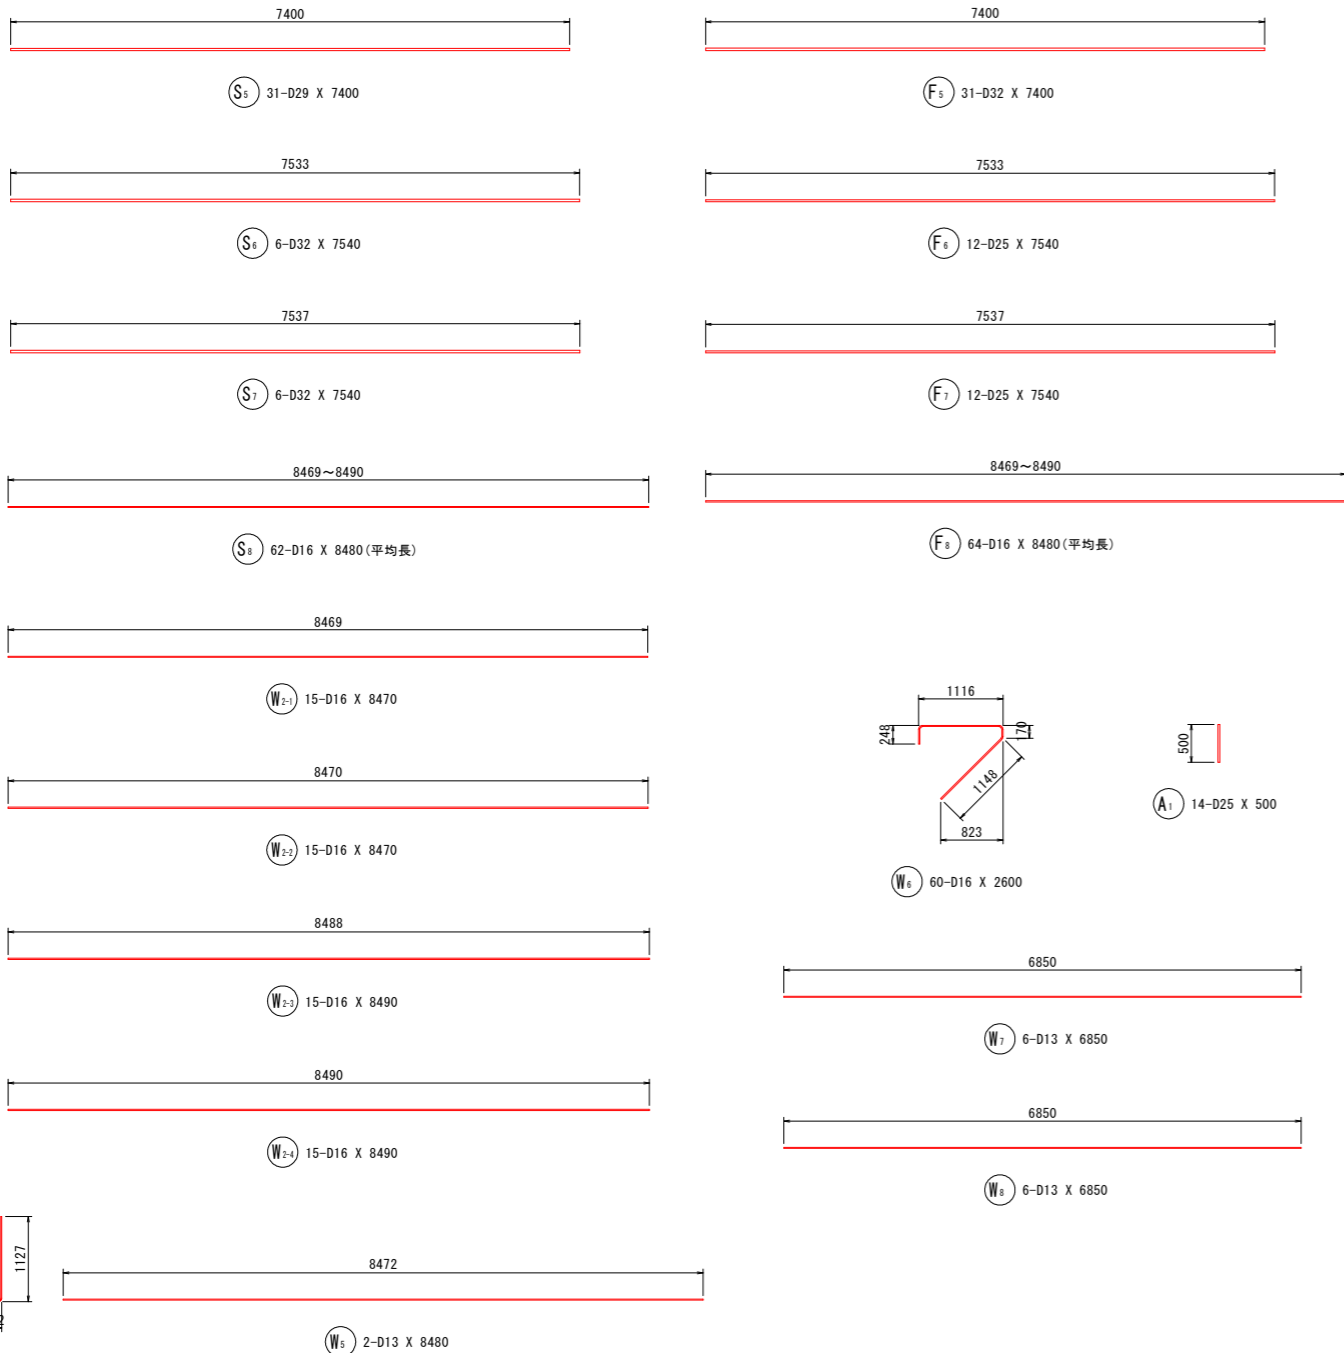 7400
S5 31-D29 X 7400
7400
F5 31-D32 X 7400
7533
S6 6-D32 X 7540
7533
F6 12-D25 X 7540
7537
S7 6-D32 X 7540
7537
F7 12-D25 X 7540
8469～8490
S8 62-D16 X 8480(平均長)
8469～8490
F8 64-D16 X 8480(平均長)
8469
W2-1 15-D16 X 8470
1116
248
170
1148
823
W6 60-D16 X 2600
500
A1 14-D25 X 500
8470
W2-2 15-D16 X 8470
8488
W2-3 15-D16 X 8490
6850
W7 6-D13 X 6850
8490
W2-4 15-D16 X 8490
6850
W8 6-D13 X 6850
1127
8472
W5 2-D13 X 8480